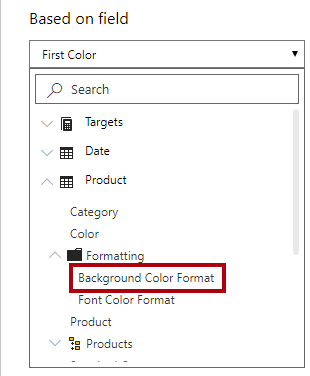 Based on field
First Color
Search
Targets
Date
Product
Category
Color
Formatting
Background Color Format
Font Color Format
Product
Products